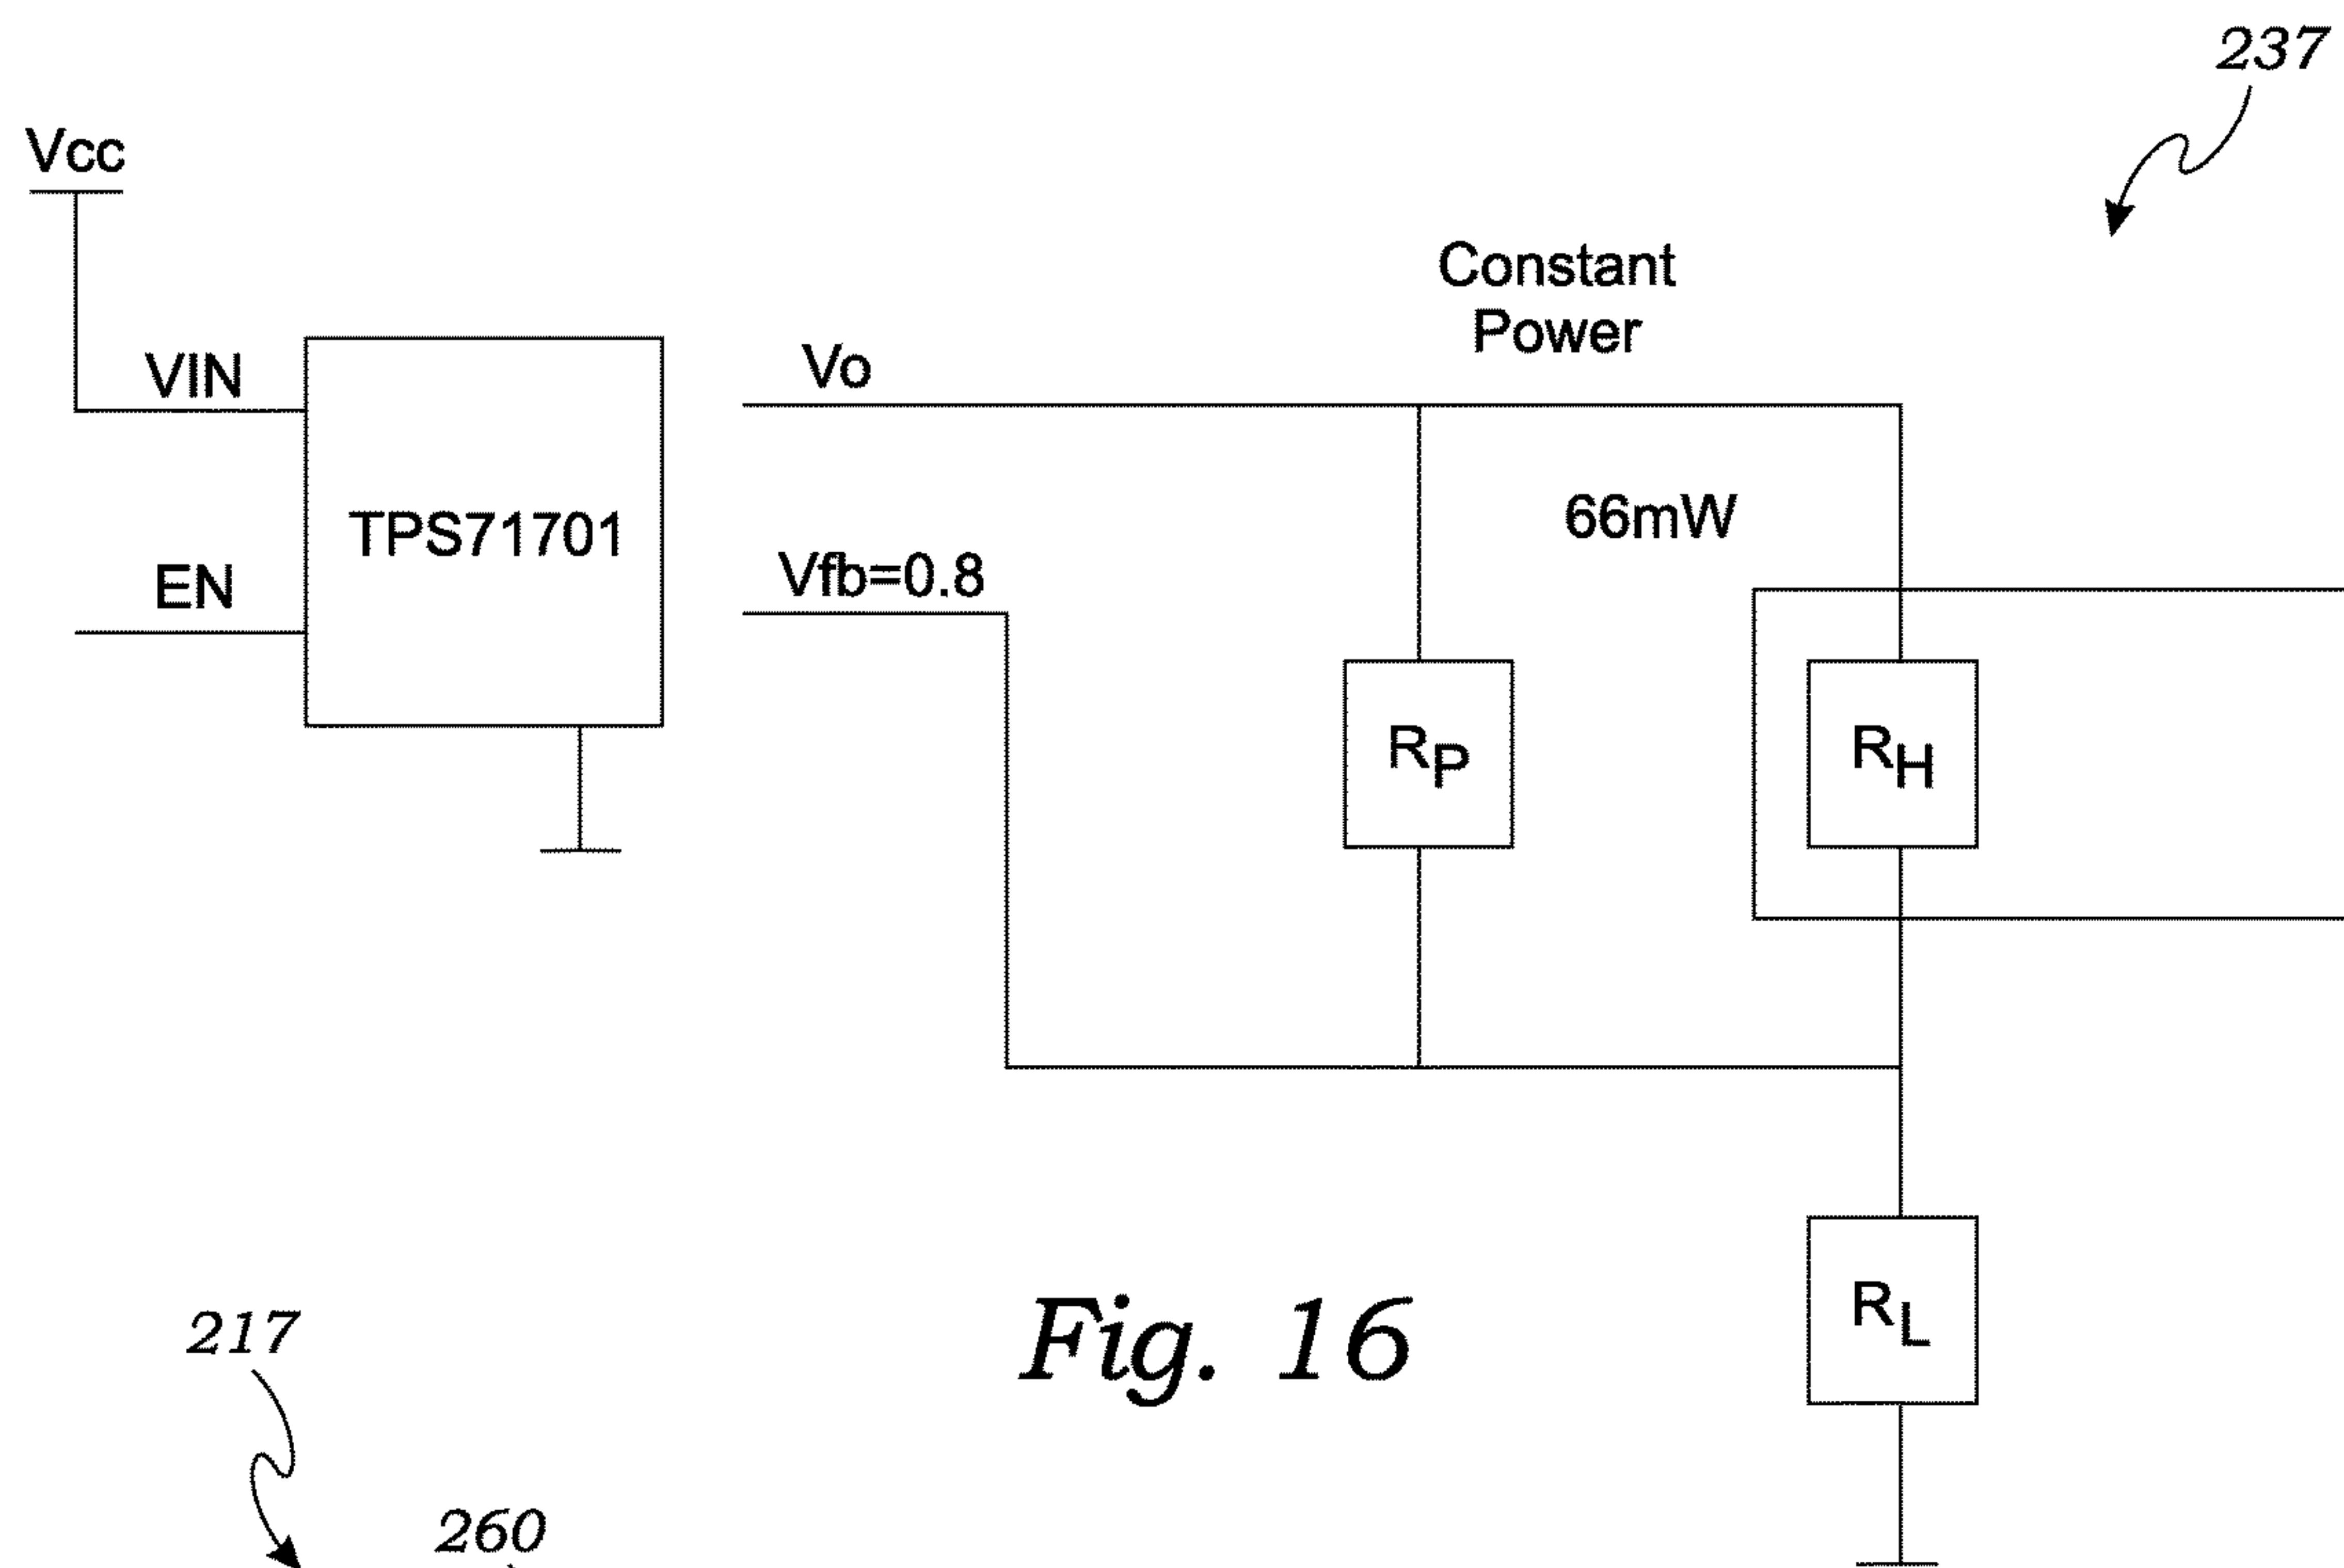 237
Vcc
Constant
Power
VIN
Vo
66mW
TPS71701
EN
Vfb=0.8
RP
RH
RL
Fig. 16
217
260